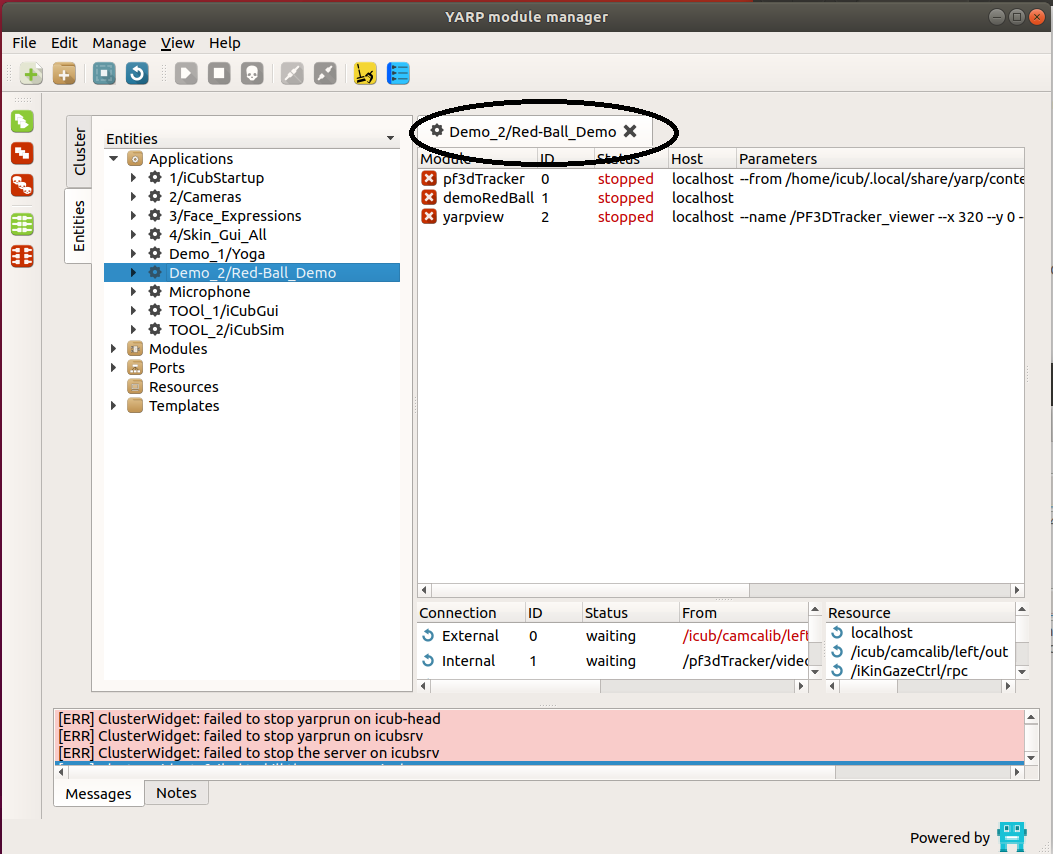 YARP module manager
File Edit Manage View Help
Cluster
Entities
Entities
Applications
1/iCubStartup
2/Cameras
3/Face_Expressions
4/Skin_Gui_All
Demo_1/Yoga
Demo_2/Red-Ball_Demo
Microphone
TOOl_1/iCubGui
TOOL_2/iCubSim
Modules
Ports
Resources
Templates
Demo_2/Red-Ball_Demo
Module ID Status Host Parameters
pf3dTracker 0 stopped localhost --from /home/icub/.local/share/yarp/conte
demoRedBall 1 stopped localhost
yarpview 2 stopped localhost --name /PF3DTracker_viewer --x 320 --y 0 -
Connection ID Status From
External 0 waiting /icub/camcalib/left
Internal 1 waiting /pf3dTracker/video
Resource
localhost
/icub/camcalib/left/out
/iKinGazeCtrl/rpc
[ERR] ClusterWidget: failed to stop yarprun on icub-head
[ERR] ClusterWidget: failed to stop yarprun on icubsrv
[ERR] ClusterWidget: failed to stop the server on icubsrv
Messages Notes
Powered by